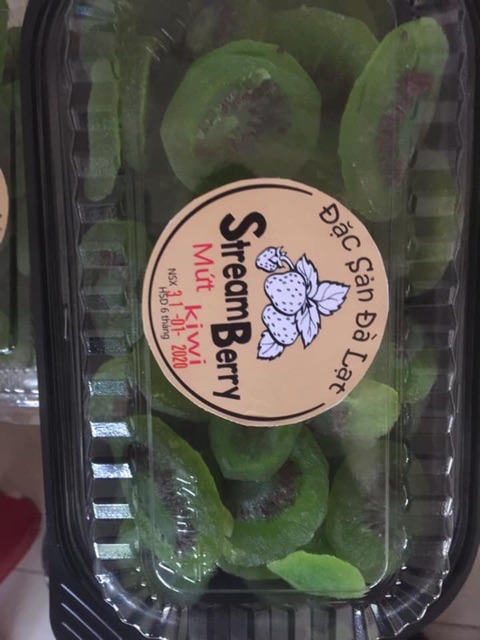 Đặc Sản Đà Lạt
StreamBerry
Mứt kiwi
NSX 31-01-2020
HSD 6 tháng